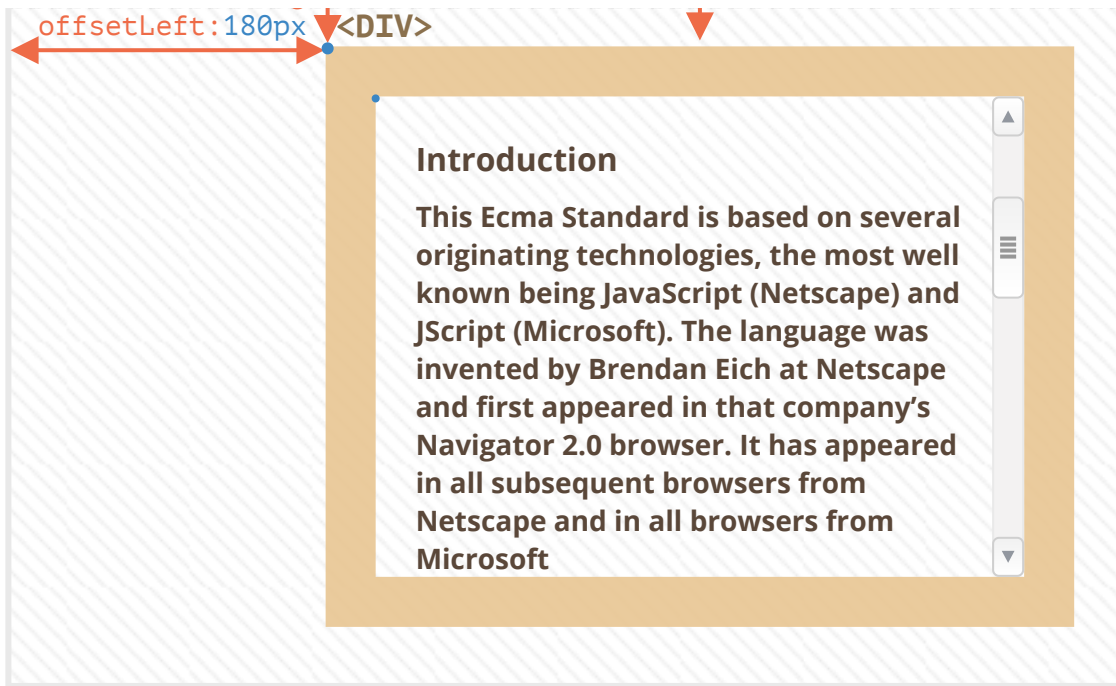 offsetLeft:180px <DIV>
Introduction
This Ecma Standard is based on several
originating technologies, the most well
known being JavaScript (Netscape) and
JScript (Microsoft). The language was
invented by Brendan Eich at Netscape
and first appeared in that company’s
Navigator 2.0 browser. It has appeared
in all subsequent browsers from
Netscape and in all browsers from
Microsoft